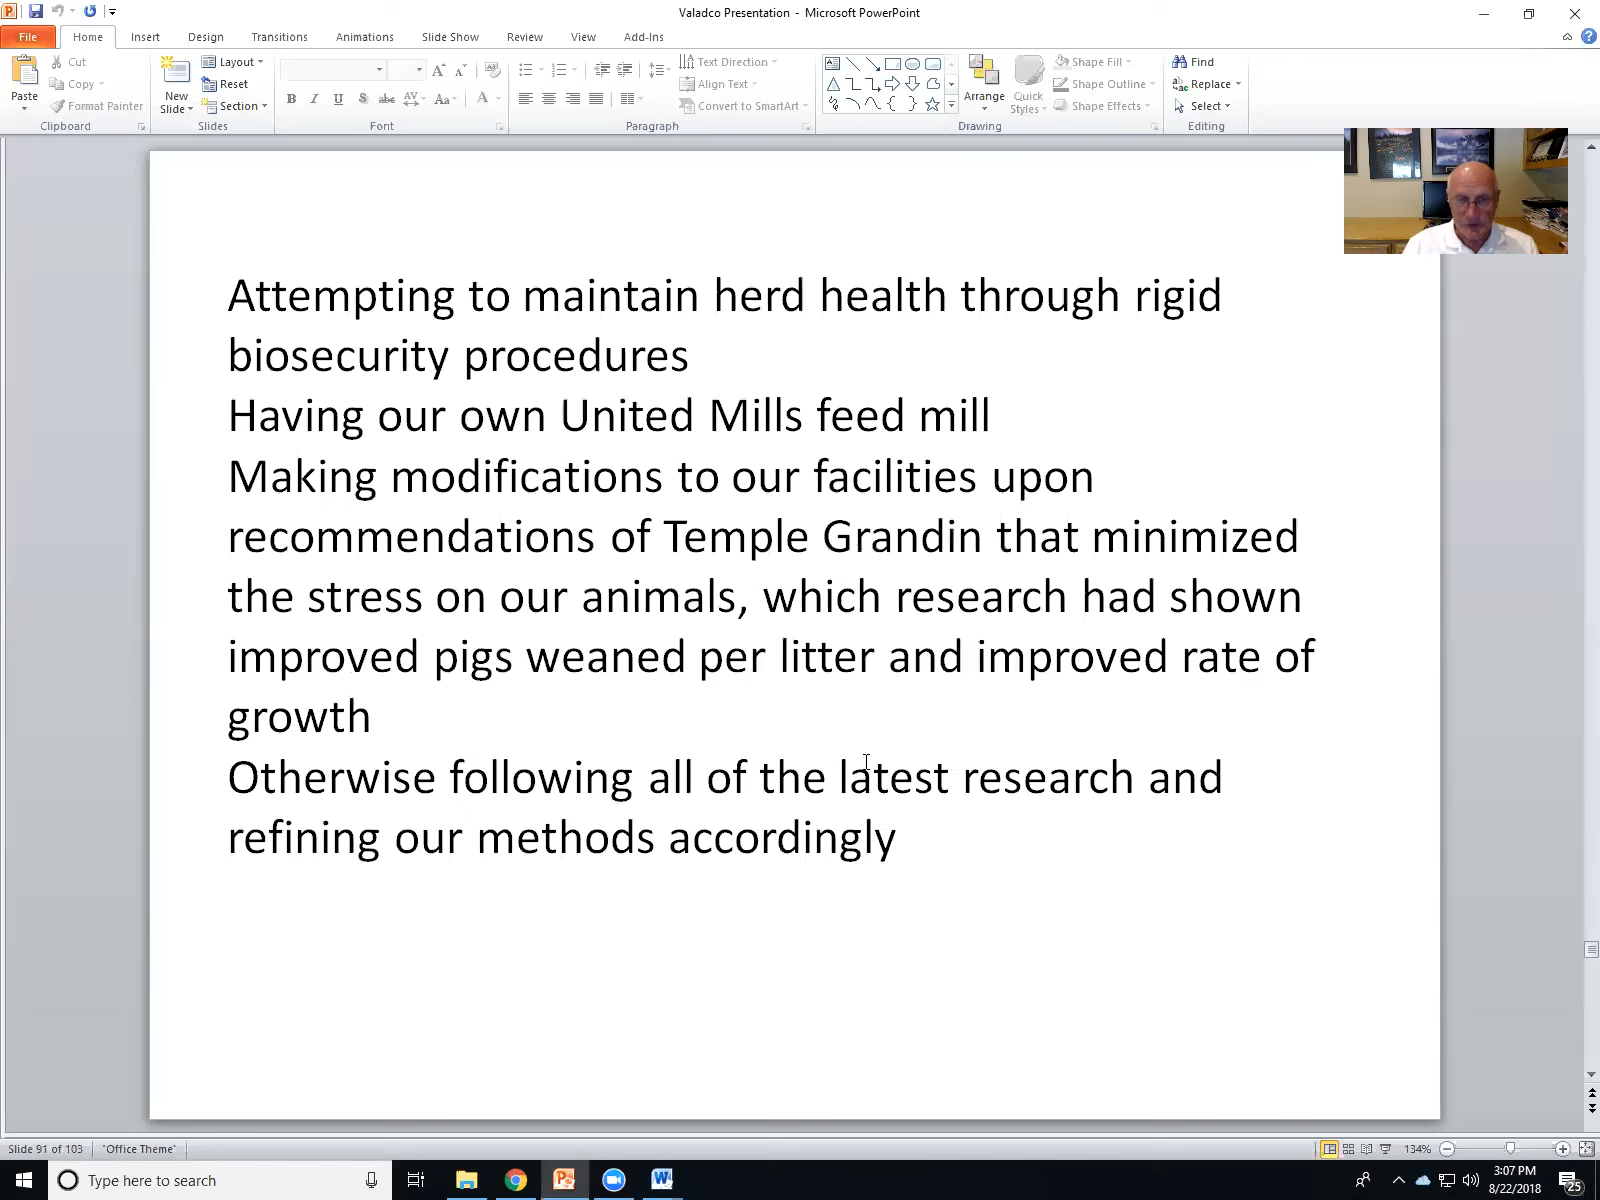 Valadco Presentation - Microsoft PowerPoint
File Home Insert Design Transitions Animations Slide Show Review View Add-Ins
Paste
Cut
Copy
Format Painter
Clipboard
New Slide
Layout
Reset
Section
Slides
B I U S abc AV Aa A
Font
Text Direction
Align Text
Convert to SmartArt
Paragraph
Arrange
Quick Styles
Shape Fill
Shape Outline
Shape Effects
Drawing
Find
Replace
Select
Editing
Attempting to maintain herd health through rigid
biosecurity procedures
Having our own United Mills feed mill
Making modifications to our facilities upon
recommendations of Temple Grandin that minimized
the stress on our animals, which research had shown
improved pigs weaned per litter and improved rate of
growth
Otherwise following all of the latest research and
refining our methods accordingly
Slide 91 of 103 "Office Theme" 134%
Type here to search
3:07 PM
8/22/2018
25